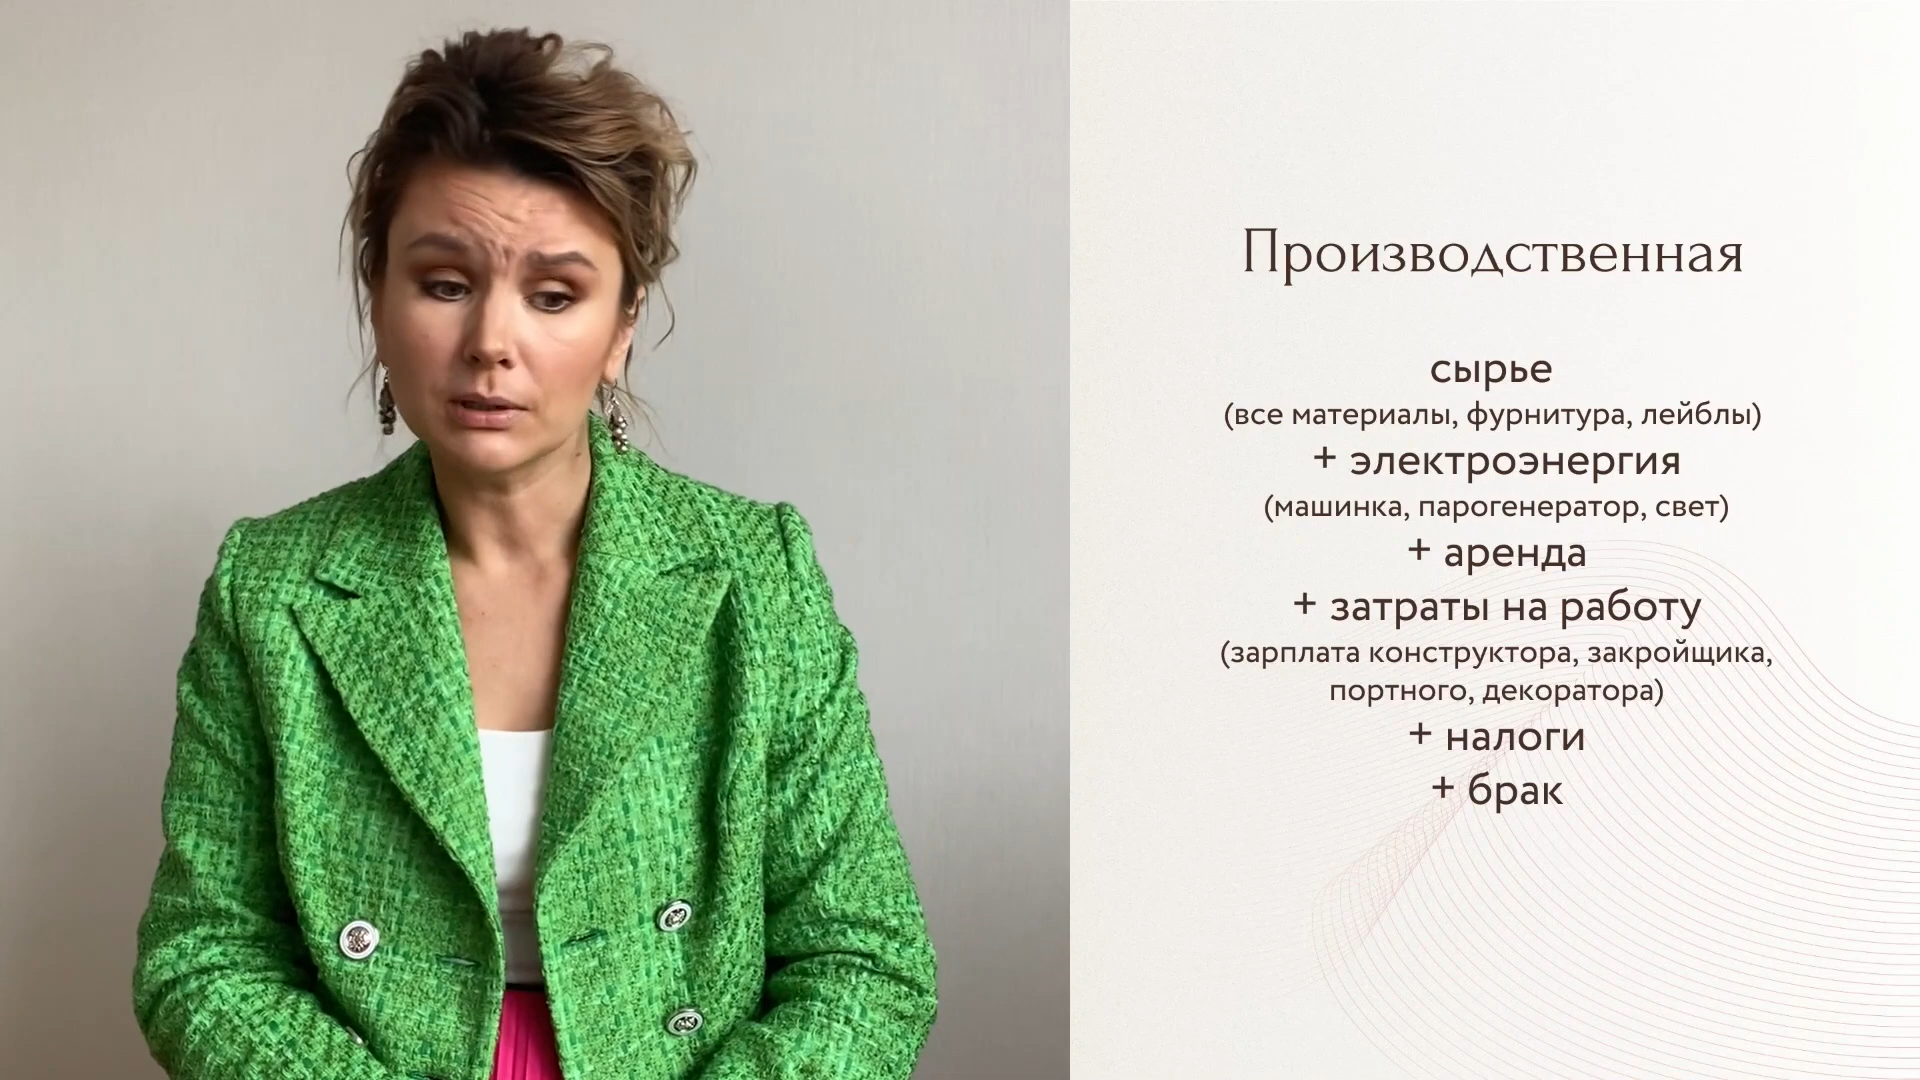 Производственная
сырье
(все материалы, фурнитура, лейблы)
+ электроэнергия
(машинка, парогенератор, свет)
+ аренда
+ затраты на работу
(зарплата конструктора, закройщика,
портного, декоратора)
+ налоги
+ брак